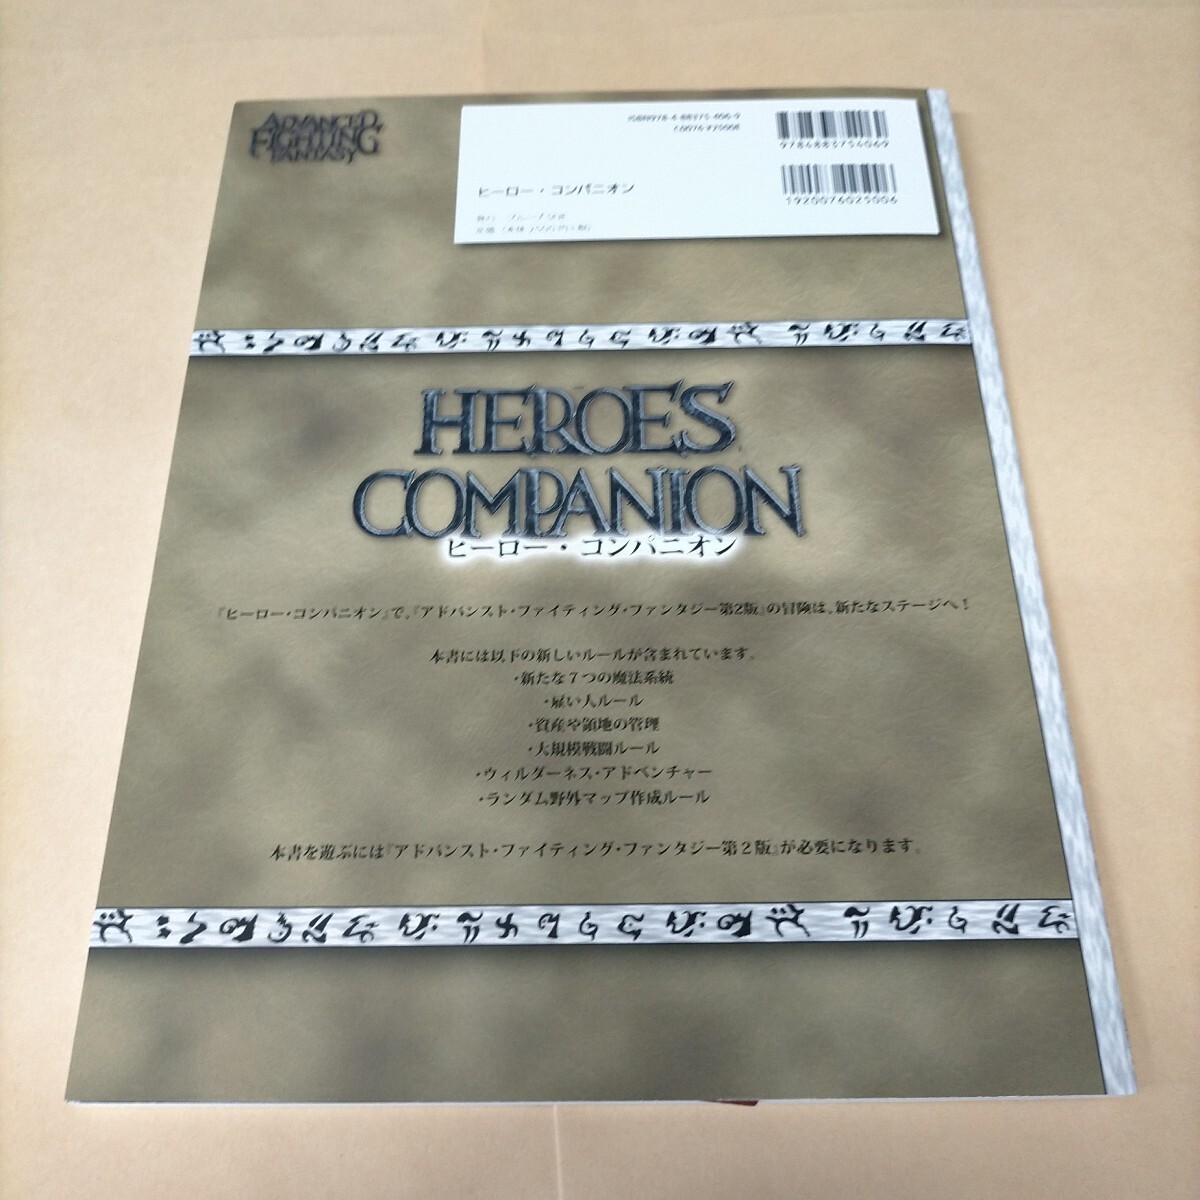 ADVANCED
FIGHTING
FANTASY
9784883754069
ヒーロー・コンパニオン
1920076025006
HEROES
COMPANION
ヒーロー・コンパニオン
『ヒーロー・コンパニオン』で、『アドバンスト・ファイティング・ファンタジー第2版』の冒険は、新たなステージへ！
本書には以下の新しいルールが含まれています。
・新たな７つの魔法系統
・雇い人ルール
・資産や領地の管理
・大規模戦闘ルール
・ウィルダーネス・アドベンチャー
・ランダム野外マップ作成ルール
本書を遊ぶには『アドバンスト・ファイティング・ファンタジー第２版』が必要になります。